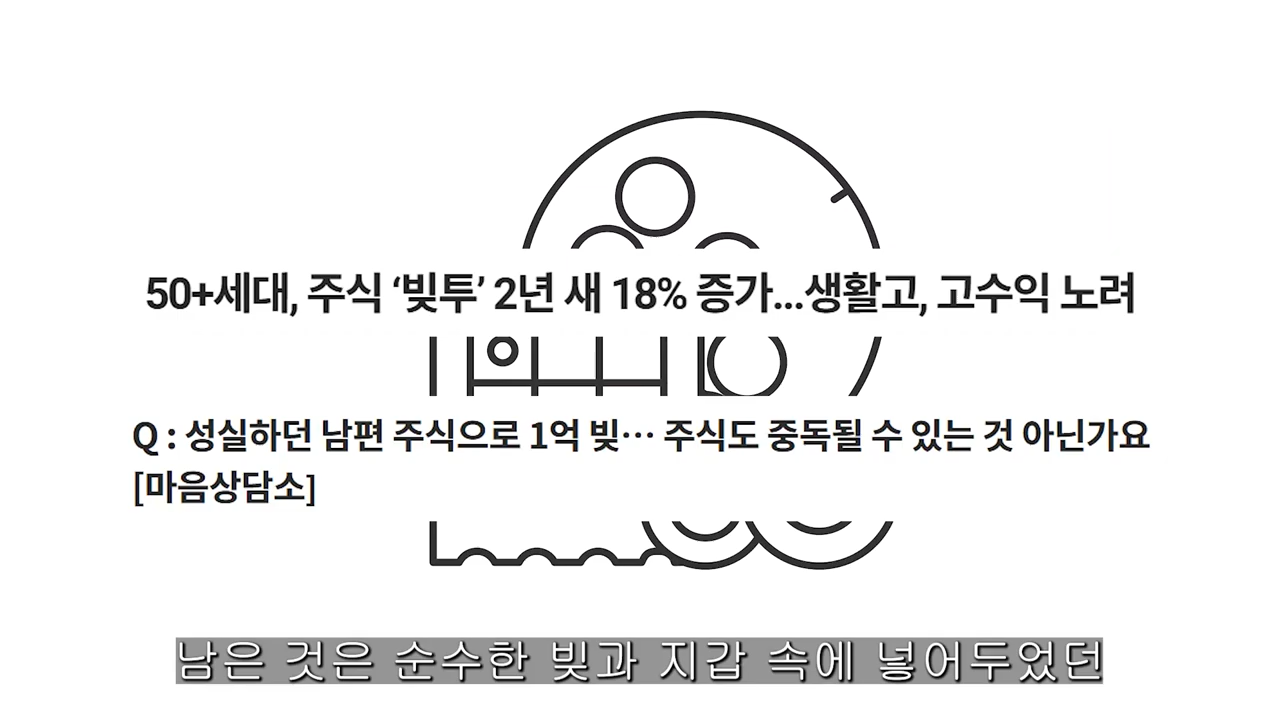 50+세대, 주식 ‘빚투’ 2년 새 18% 증가...생활고, 고수익 노려
Q : 성실하던 남편 주식으로 1억 빚… 주식도 중독될 수 있는 것 아닌가요
[마음상담소]
남은 것은 순수한 빚과 지갑 속에 넣어두었던